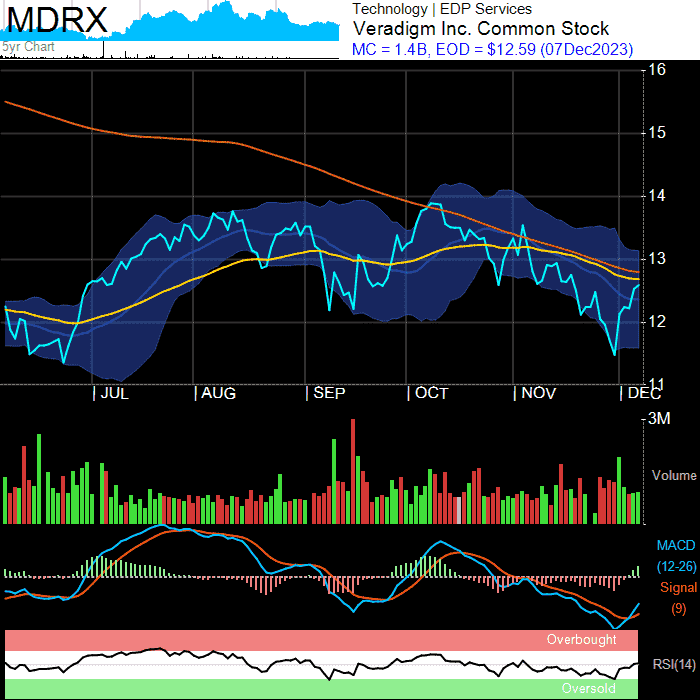 MDRX
Technology | EDP Services
Veradigm Inc. Common Stock
MC = 1.4B, EOD = $12.59 (07Dec2023)
5yr Chart
16
15
14
13
12
11
JUL
AUG
SEP
OCT
NOV
DEC
3M
Volume
MACD
(12-26)
Signal
(9)
Overbought
RSI(14)
Oversold